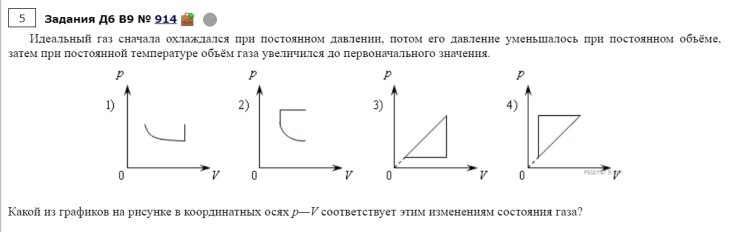 5 Задания Д6 B9 № 914
Идеальный газ сначала охлаждался при постоянном давлении, потом его давление уменьшалось при постоянном объёме,
затем при постоянной температуре объём газа увеличился до первоначального значения.
p p p p
1) 2) 3) 4)
0 V 0 V 0 V 0 V
Какой из графиков на рисунке в координатных осях p—V соответствует этим изменениям состояния газа?